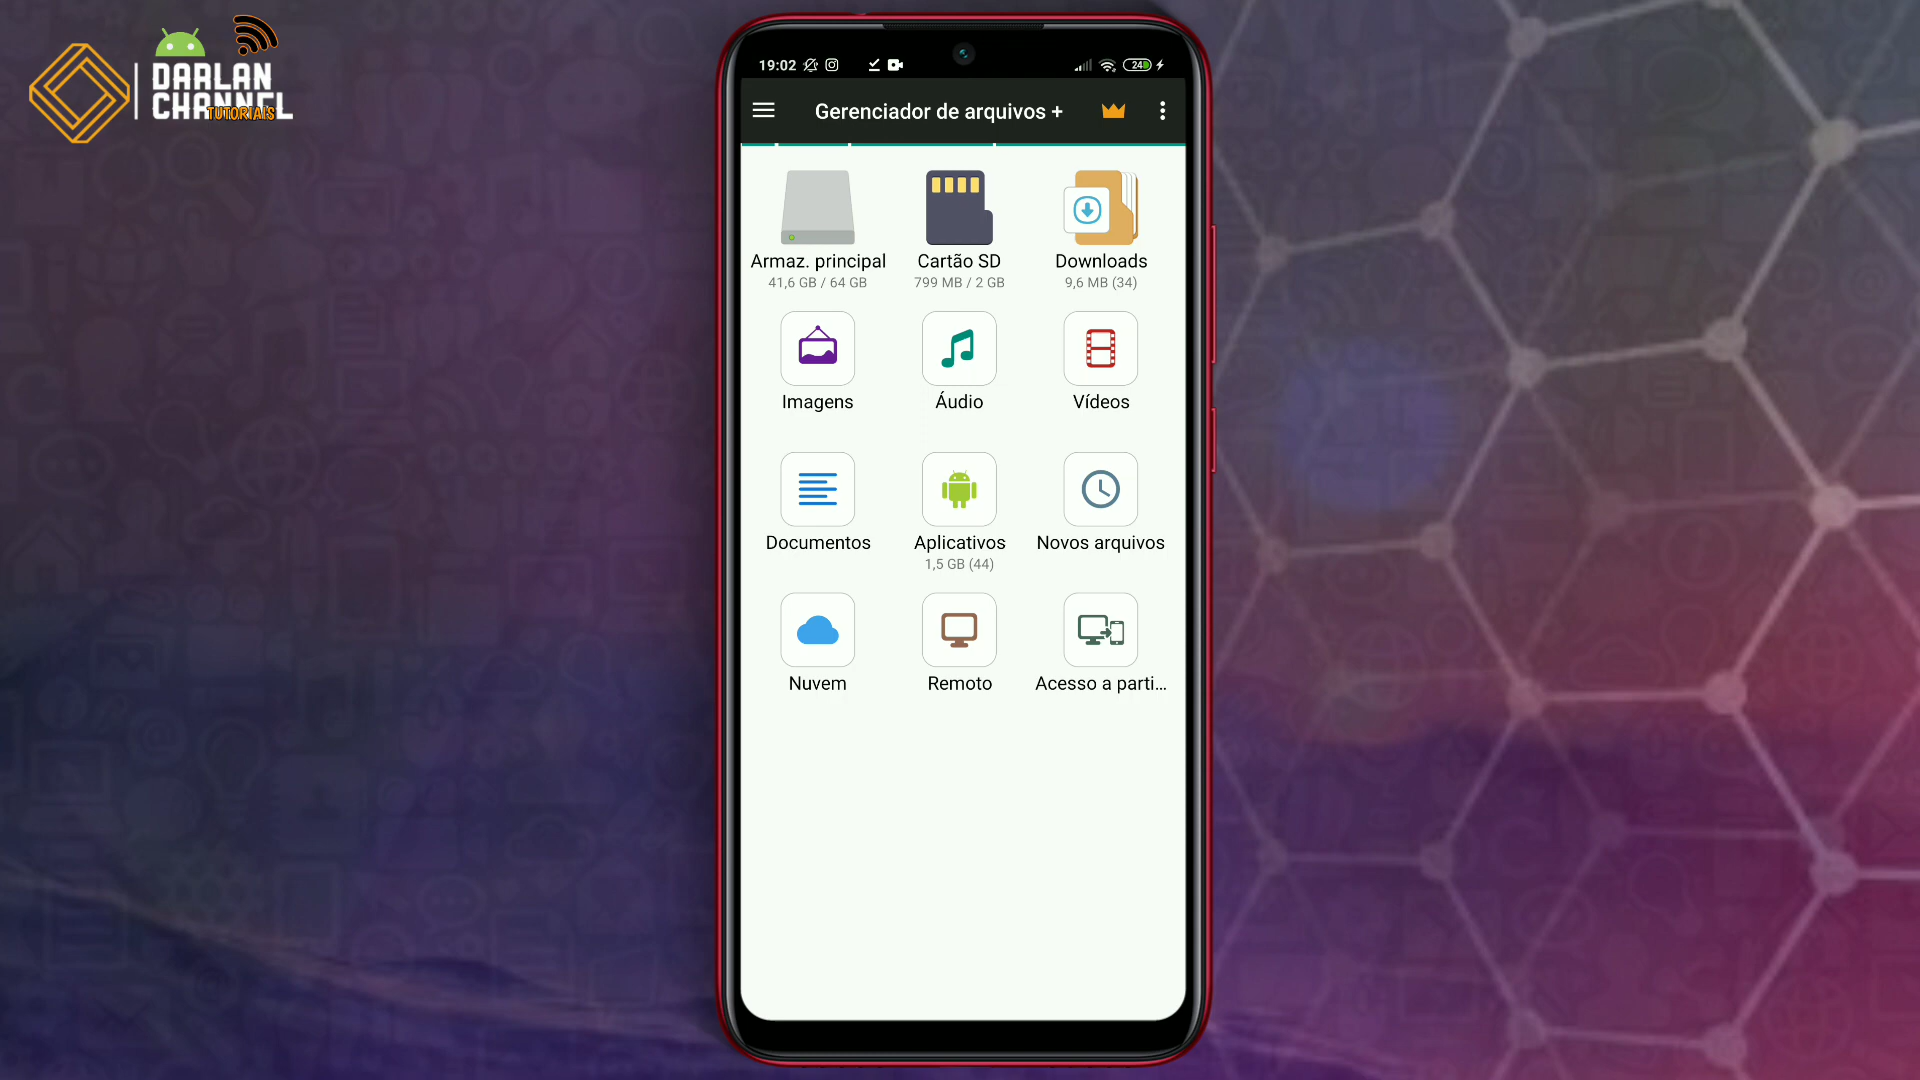 DARLAN
CHANNEL
TUTORIAIS
19:02
24
Gerenciador de arquivos +
Armaz. principal
41,6 GB / 64 GB
Cartão SD
799 MB / 2 GB
Downloads
9,6 MB (34)
Imagens
Áudio
Vídeos
Documentos
Aplicativos
1,5 GB (44)
Novos arquivos
Nuvem
Remoto
Acesso a parti...